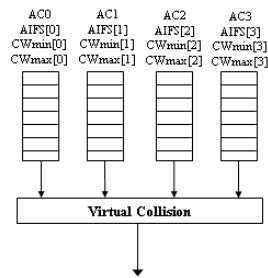 AC0 AC1 AC2 AC3
AIFS[0] AIFS[1] AIFS[2] AIFS[3]
CWmin[0] CWmin[1] CWmin[2] CWmin[3]
CWmax[0] CWmax[1] CWmax[2] CWmax[3]
Virtual Collision